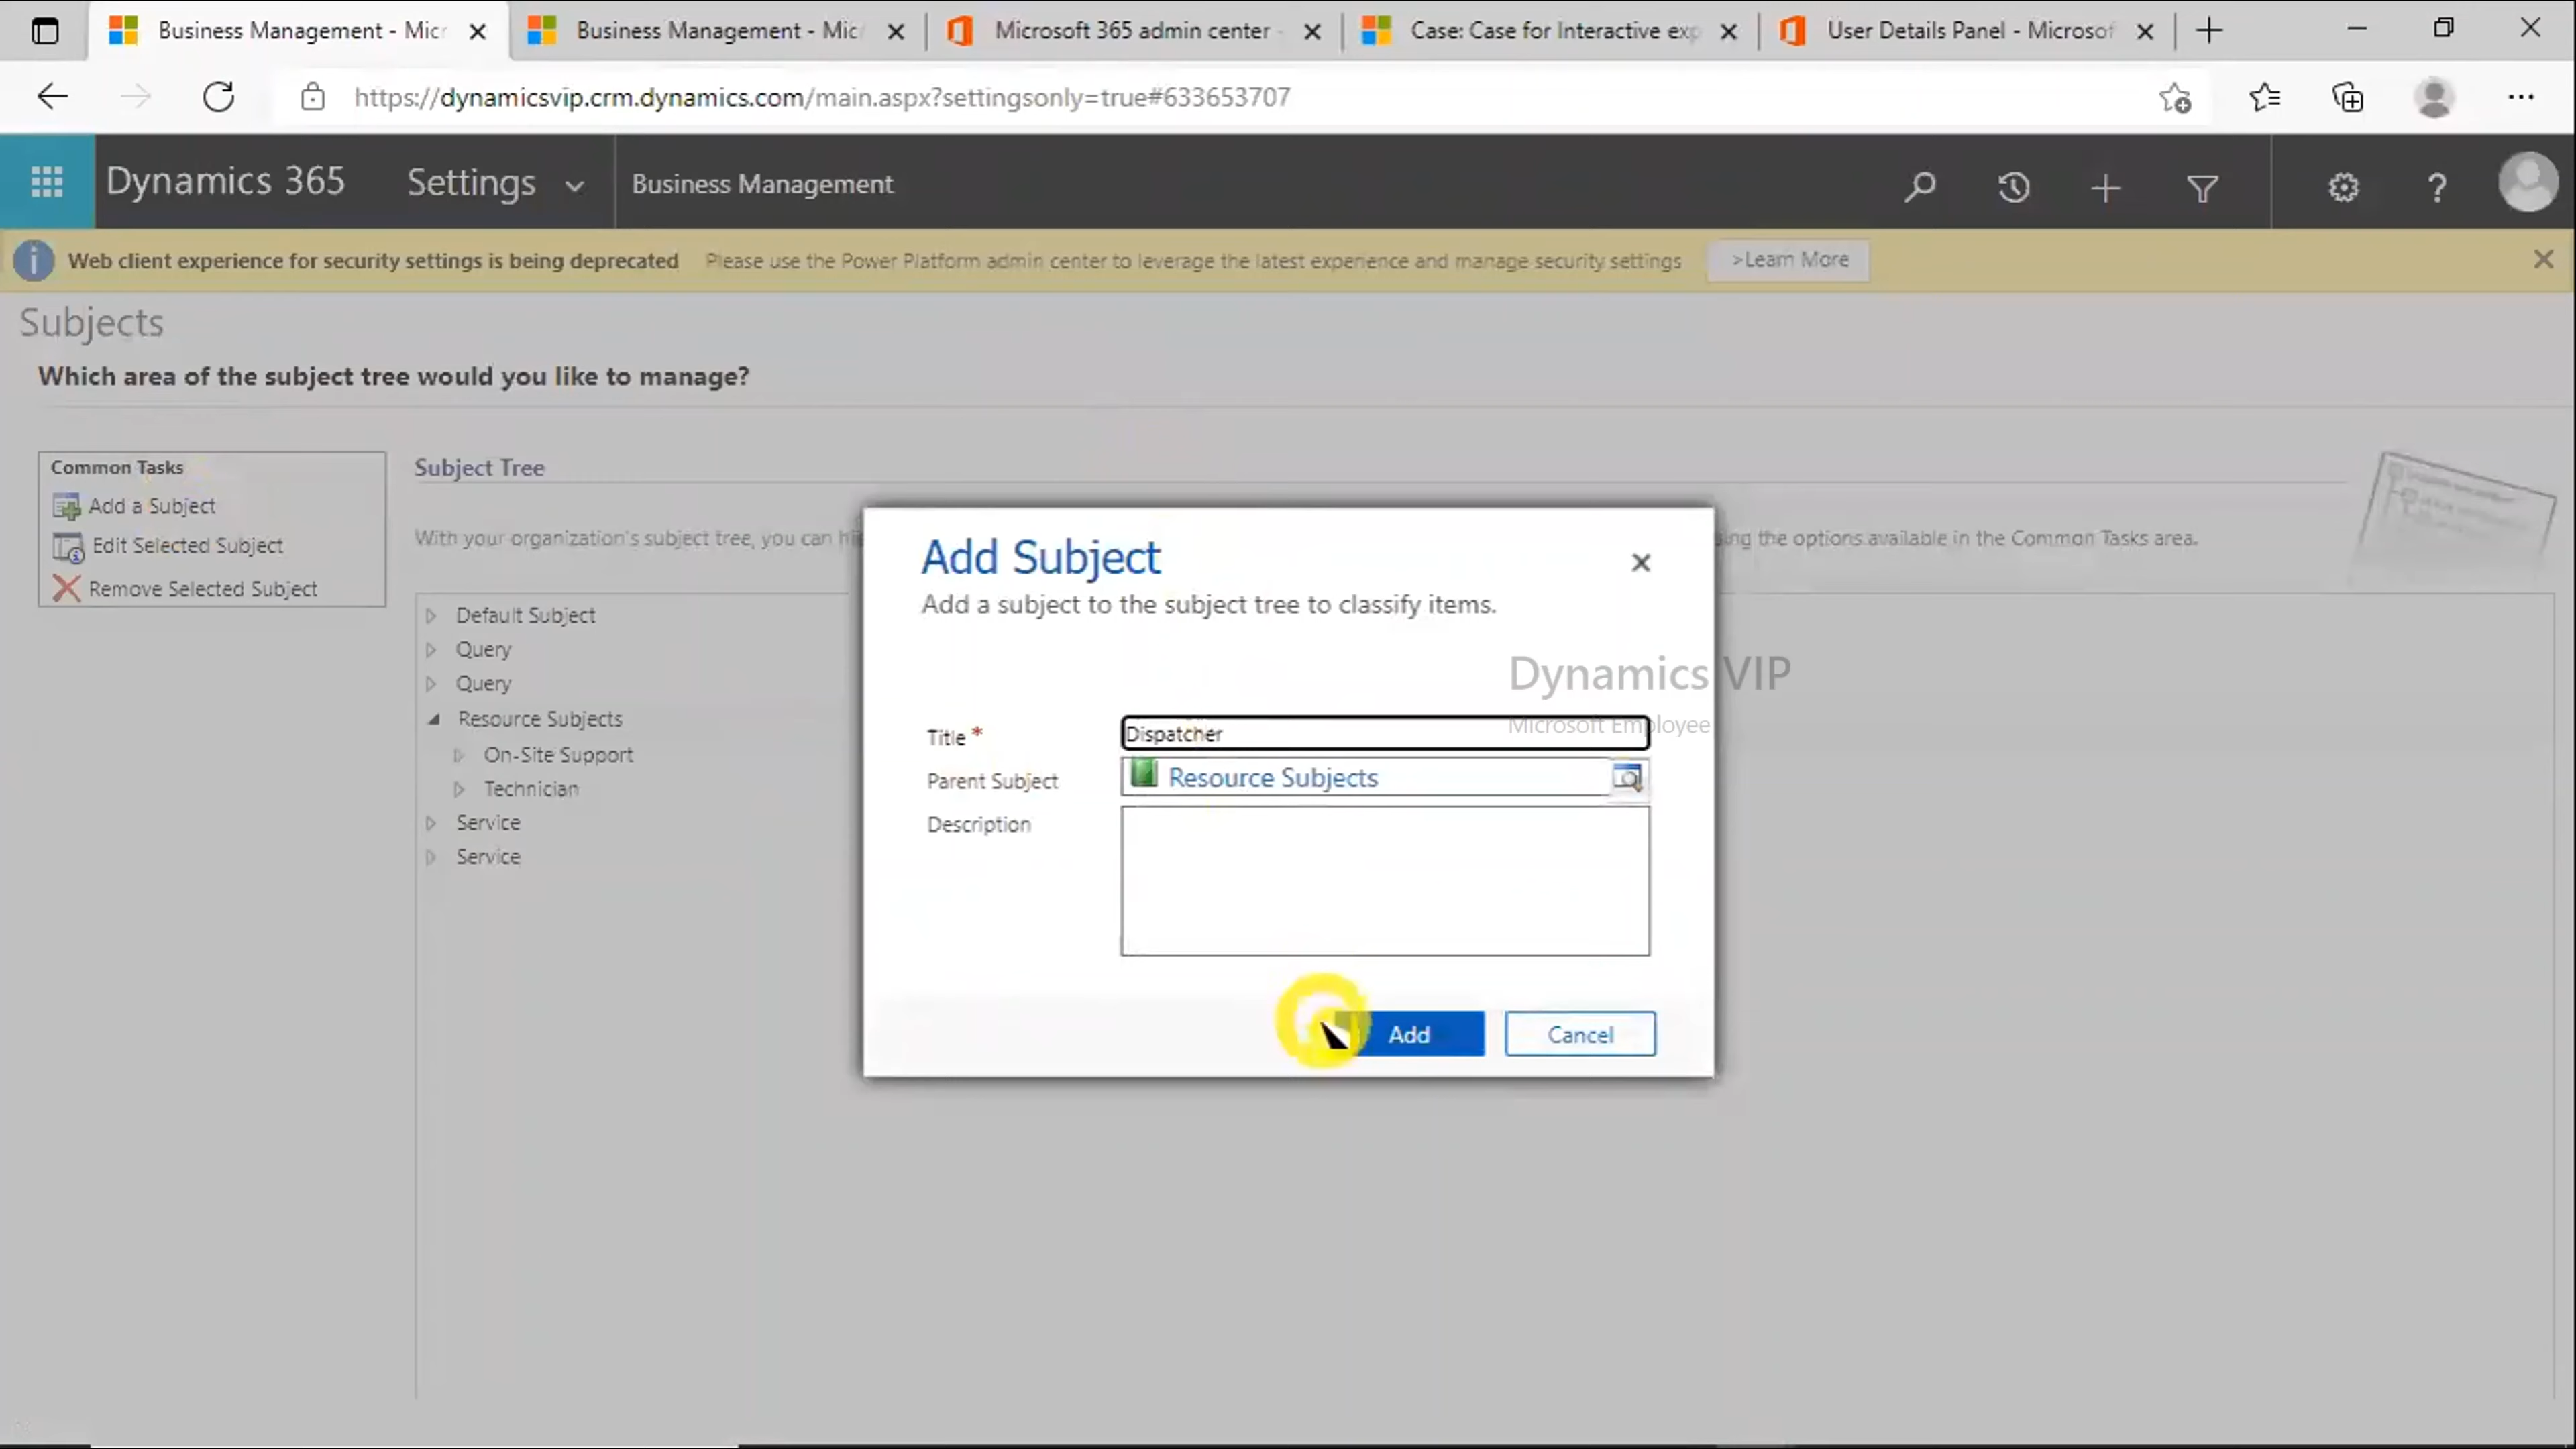 Business Management - Micr
Business Management - Mic
Microsoft 365 admin center -
Case: Case for Interactive exp
User Details Panel - Microsof
https://dynamicsvip.crm.dynamics.com/main.aspx?settingsonly=true#633653707
Dynamics 365
Settings
Business Management
Web client experience for security settings is being deprecated Please use the Power Platform admin center to leverage the latest experience and manage security settings >Learn More
Subjects
Which area of the subject tree would you like to manage?
Common Tasks
Add a Subject
Edit Selected Subject
Remove Selected Subject
Subject Tree
With your organization's subject tree, you can hi
ing the options available in the Common Tasks area.
Default Subject
Query
Query
Resource Subjects
On-Site Support
Technician
Service
Service
Add Subject
Add a subject to the subject tree to classify items.
Dynamics VIP
Microsoft Employee
Title *
Dispatcher
Parent Subject
Resource Subjects
Description
Add
Cancel